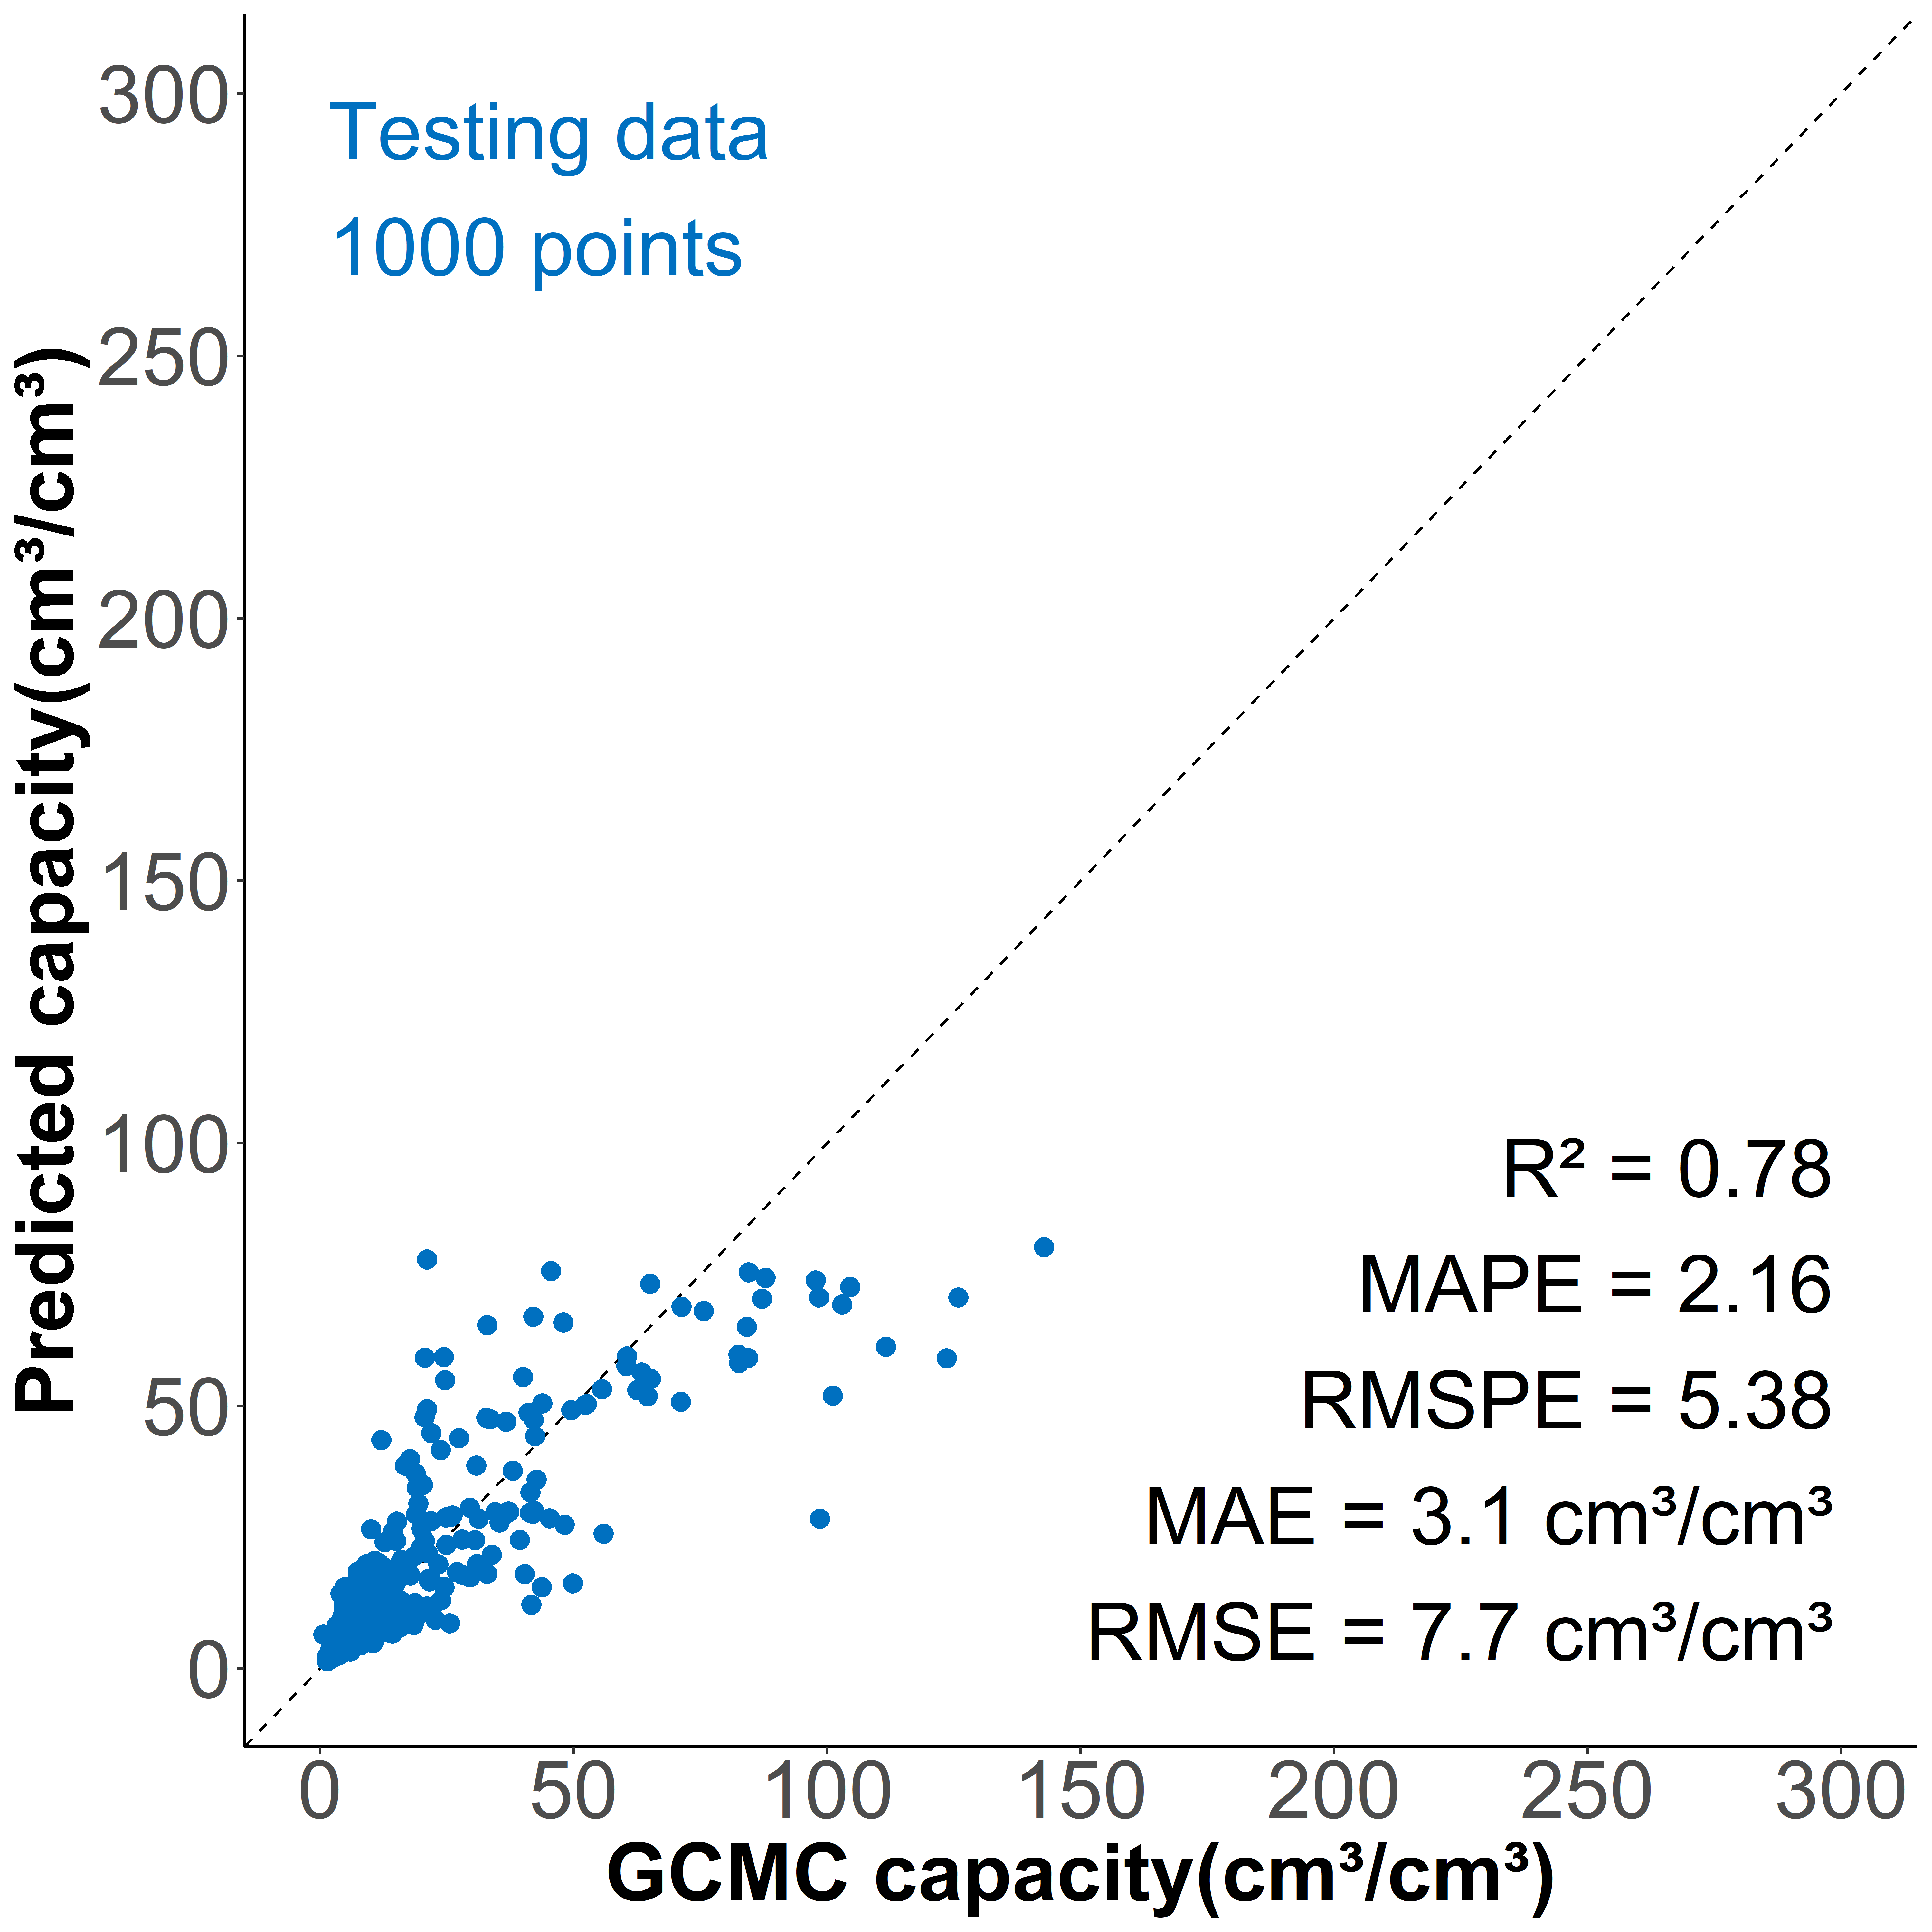 Testing data
1000 points
Predicted capacity(cm³/cm³)
300
250
200
150
100
50
0
R² = 0.78
MAPE = 2.16
RMSPE = 5.38
MAE = 3.1 cm³/cm³
RMSE = 7.7 cm³/cm³
0 50 100 150 200 250 300
GCMC capacity(cm³/cm³)